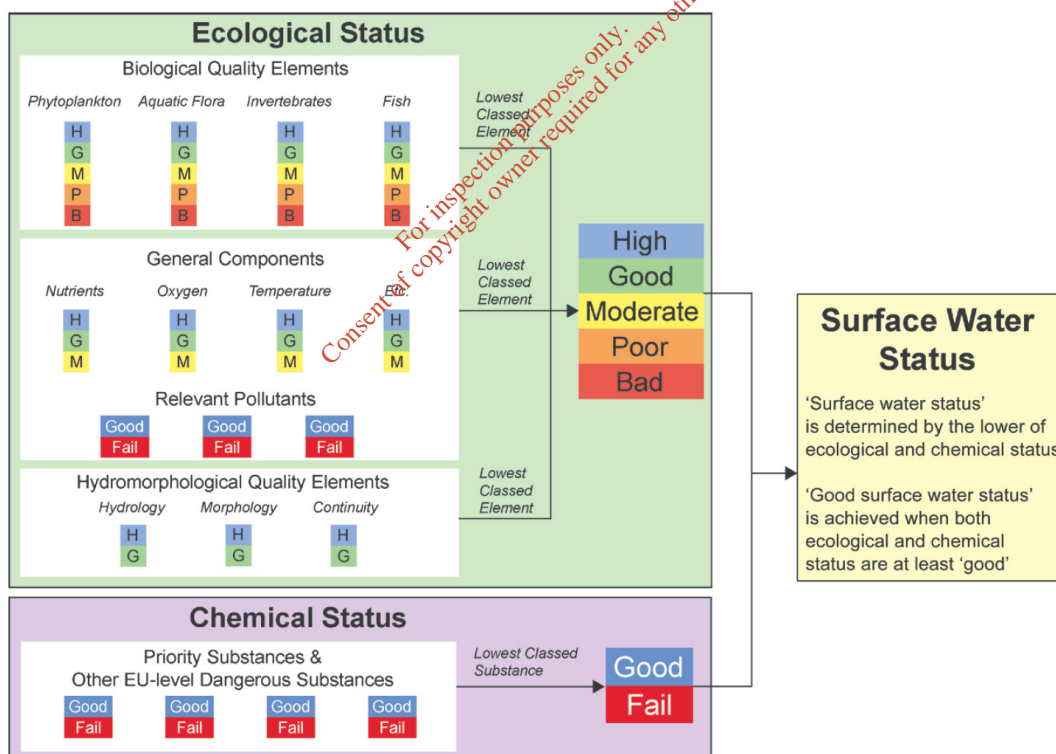 Ecological Status
Biological Quality Elements
Phytoplankton Aquatic Flora Invertebrates Fish
H H H H
G G G G
M M M M
P P P P
B B B B
Lowest
Classed
Element
General Components
Nutrients Oxygen Temperature Etc.
H H H H
G G G G
M M M M
Lowest
Classed
Element
Relevant Pollutants
Good Good Good
Fail Fail Fail
Hydromorphological Quality Elements
Hydrology Morphology Continuity
H H H
G G G
Lowest
Classed
Element
High
Good
Moderate
Poor
Bad
Chemical Status
Priority Substances &
Other EU-level Dangerous Substances
Good Good Good Good
Fail Fail Fail Fail
Lowest Classed
Substance
Good
Fail
Surface Water
Status
‘Surface water status’
is determined by the lower of
ecological and chemical status
‘Good surface water status’
is achieved when both
ecological and chemical
status are at least ‘good’
For inspection purposes only.
Consent of copyright owner required for any